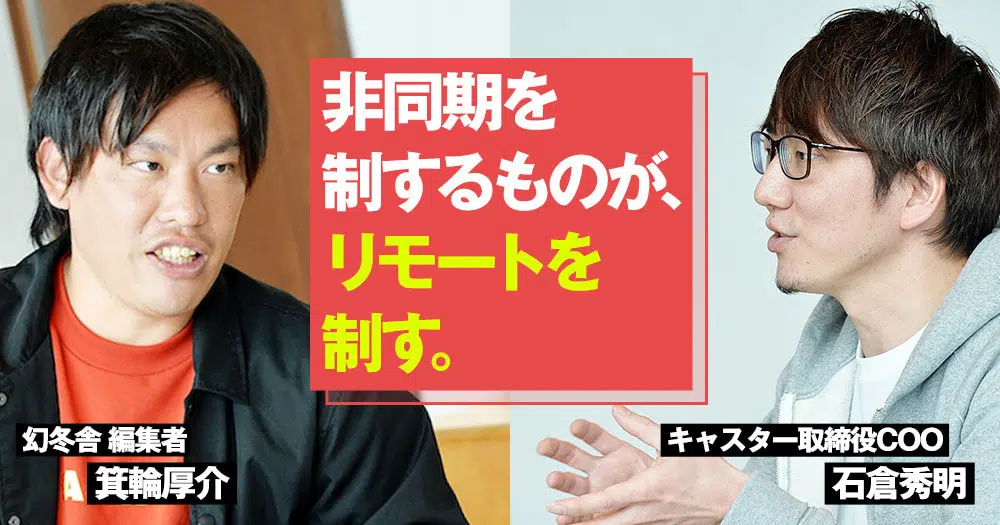 非同期を
制するものが、
リモートを
制す。
幻冬舎 編集者
箕輪厚介
キャスター取締役COO
石倉秀明
A